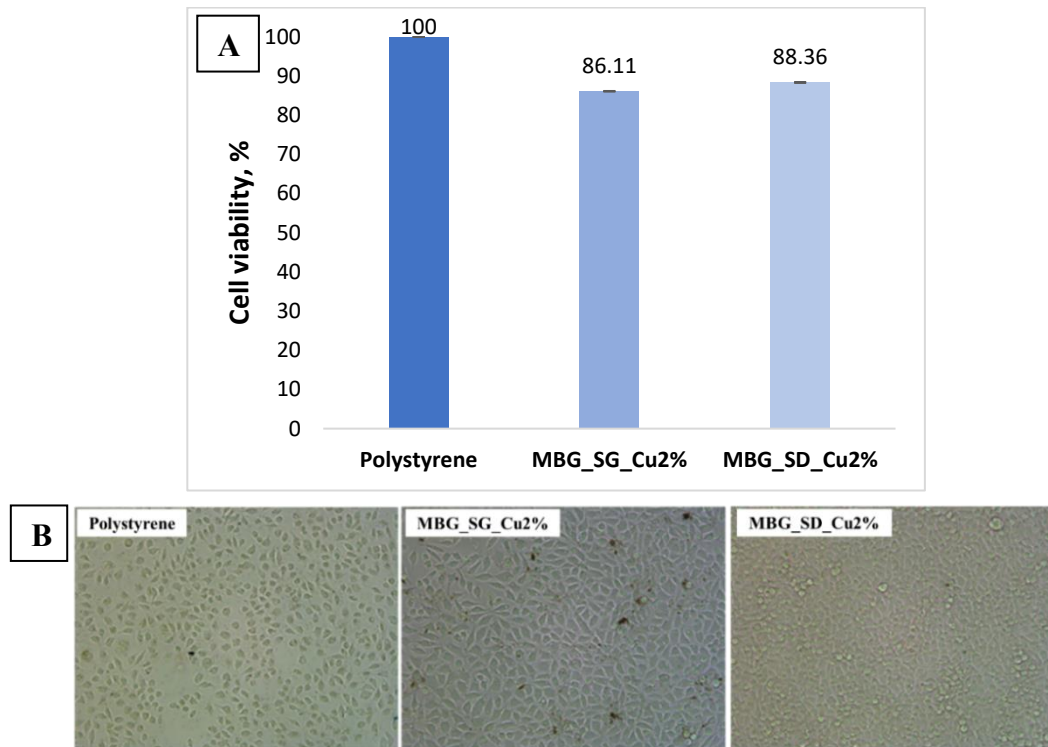 A
100
86.11
88.36
Cell viability, %
100
90
80
70
60
50
40
30
20
10
0
Polystyrene
MBG_SG_Cu2%
MBG_SD_Cu2%
B
Polystyrene
MBG_SG_Cu2%
MBG_SD_Cu2%